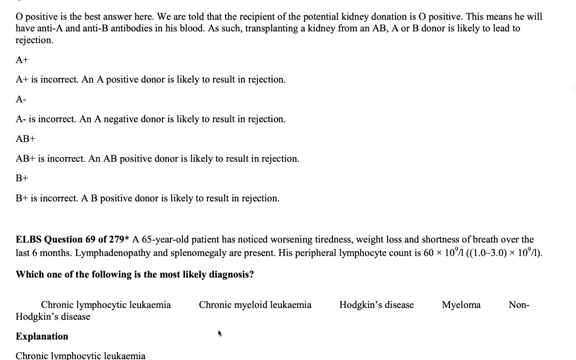 O positive is the best answer here. We are told that the recipient of the potential kidney donation is O positive. This means he will
have anti-A and anti-B antibodies in his blood. As such, transplanting a kidney from an AB, A or B donor is likely to lead to
rejection.
A+
A+ is incorrect. An A positive donor is likely to result in rejection.
A-
A- is incorrect. An A negative donor is likely to result in rejection.
AB+
AB+ is incorrect. An AB positive donor is likely to result in rejection.
B+
B+ is incorrect. A B positive donor is likely to result in rejection.
ELBS Question 69 of 279* A 65-year-old patient has noticed worsening tiredness, weight loss and shortness of breath over the
last 6 months. Lymphadenopathy and splenomegaly are present. His peripheral lymphocyte count is 60 × 10⁹/l ((1.0–3.0) × 10⁹/l).
Which one of the following is the most likely diagnosis?
Chronic lymphocytic leukaemia Chronic myeloid leukaemia Hodgkin's disease Myeloma Non-
Hodgkin's disease
Explanation
Chronic lymphocytic leukaemia